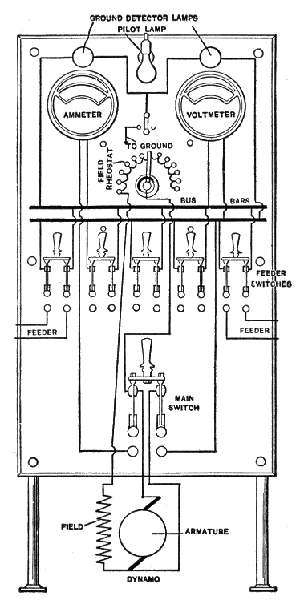 GROUND DETECTOR LAMPS
PILOT LAMP
AMMETER
VOLTMETER
TO GROUND
FIELD
RHEOSTAT
BUS BARS
FEEDER
SWITCHES
FEEDER
FEEDER
MAIN
SWITCH
FIELD
ARMATURE
DYNAMO